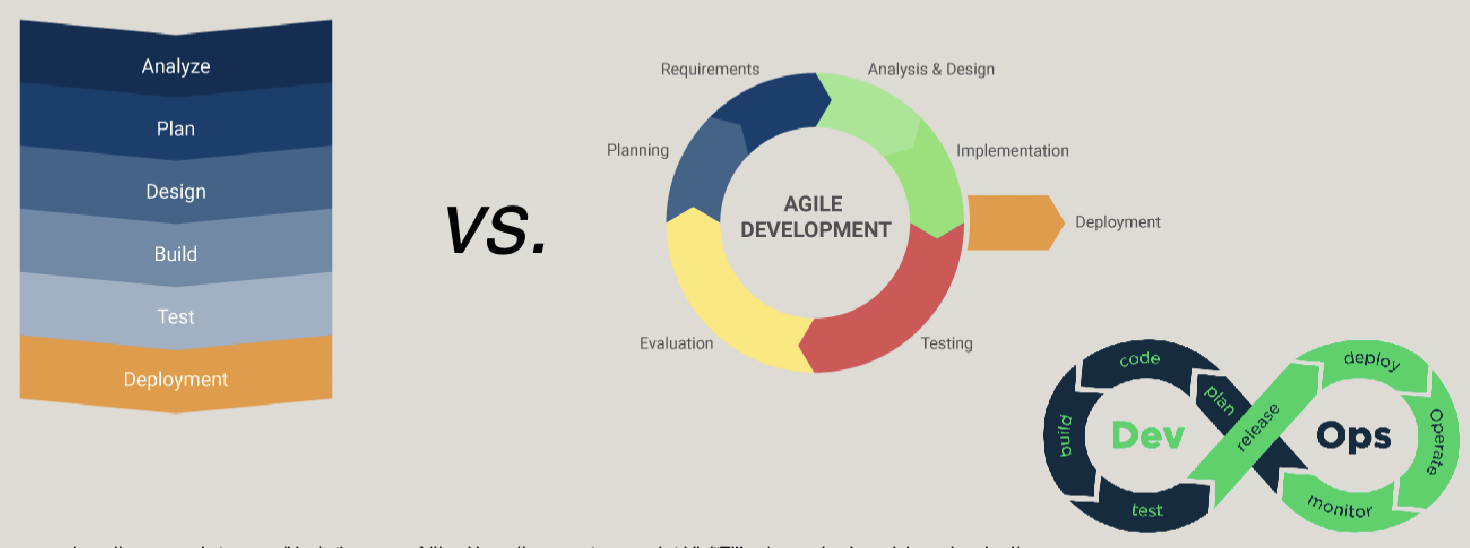 Analyze
Plan
Design
Build
Test
Deployment
vs.
Requirements
Analysis & Design
Planning
Implementation
AGILE
DEVELOPMENT
Deployment
Evaluation
Testing
code
plan
build
Dev
test
release
deploy
Ops
Operate
monitor